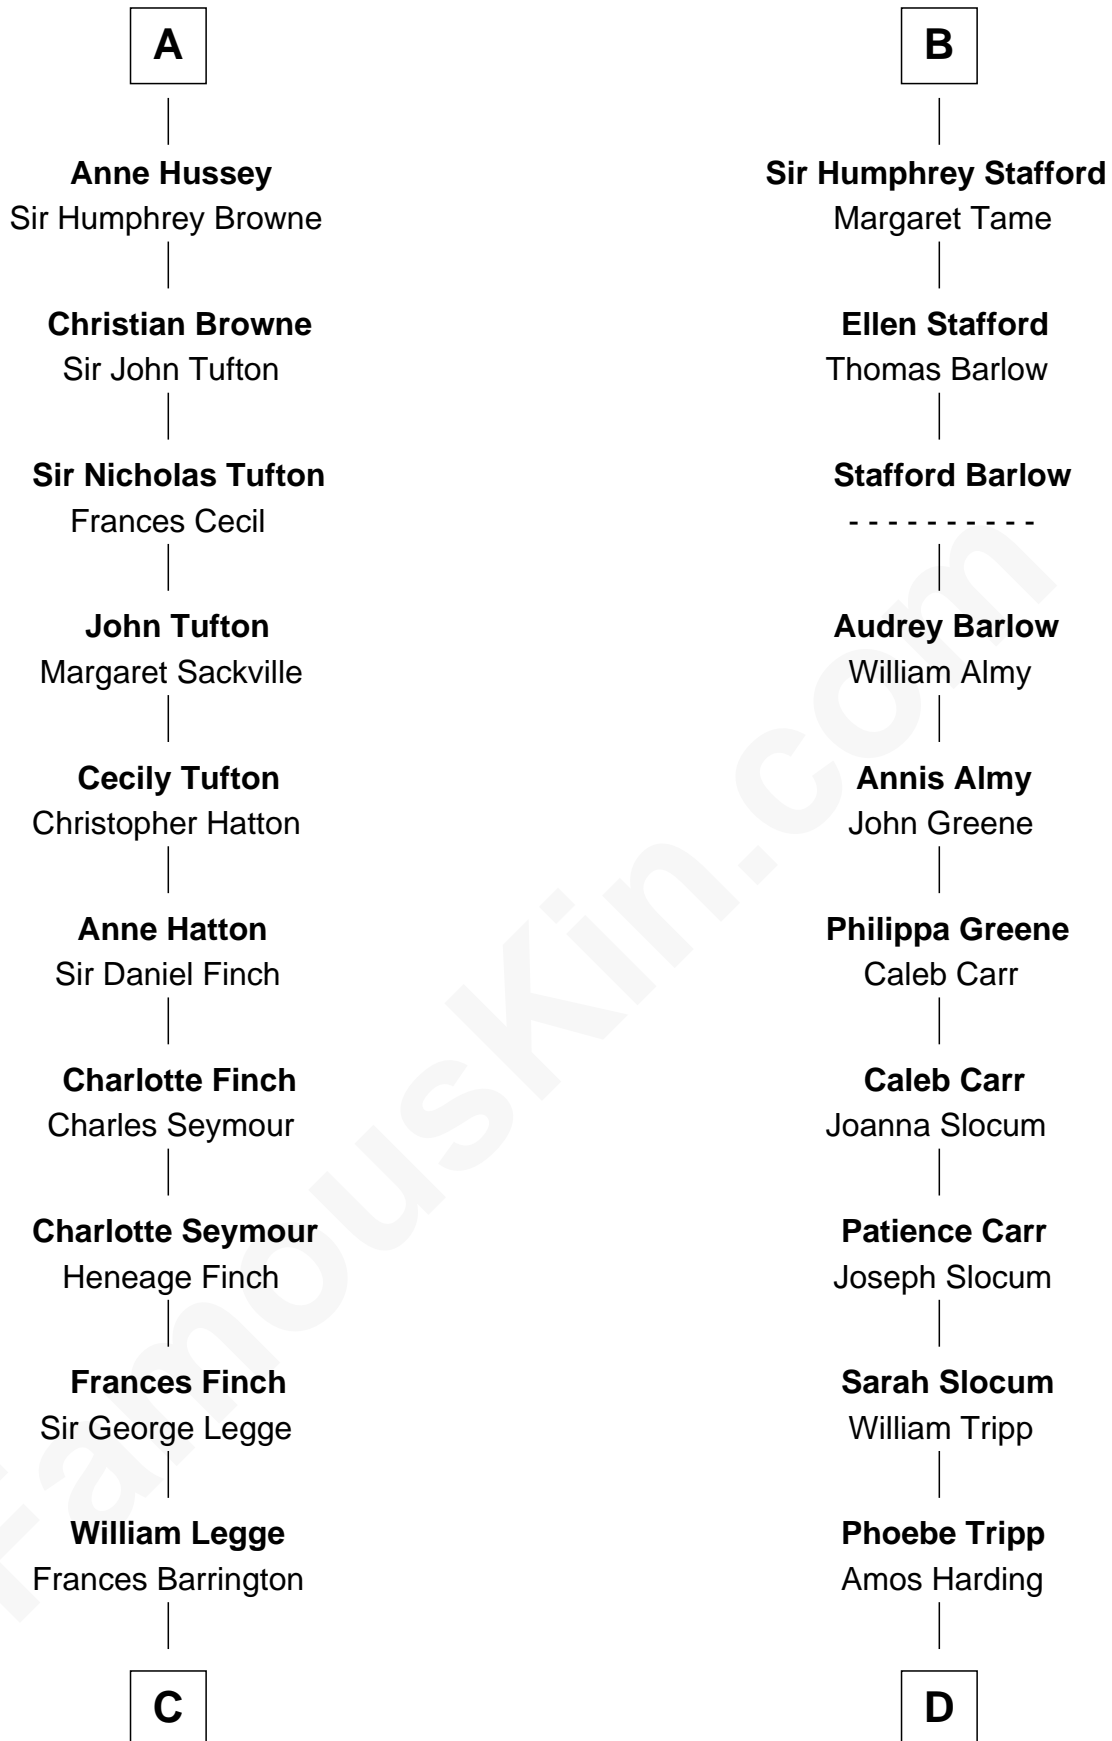 A
Anne Hussey
Sir Humphrey Browne
Christian Browne
Sir John Tufton
Sir Nicholas Tufton
Frances Cecil
John Tufton
Margaret Sackville
Cecily Tufton
Christopher Hatton
Anne Hatton
Sir Daniel Finch
Charlotte Finch
Charles Seymour
Charlotte Seymour
Heneage Finch
Frances Finch
Sir George Legge
William Legge
Frances Barrington
C
B
Sir Humphrey Stafford
Margaret Tame
Ellen Stafford
Thomas Barlow
Stafford Barlow
- - - - - - - - - -
Audrey Barlow
William Almy
Annis Almy
John Greene
Philippa Greene
Caleb Carr
Caleb Carr
Joanna Slocum
Patience Carr
Joseph Slocum
Sarah Slocum
William Tripp
Phoebe Tripp
Amos Harding
D
FamousKin.com